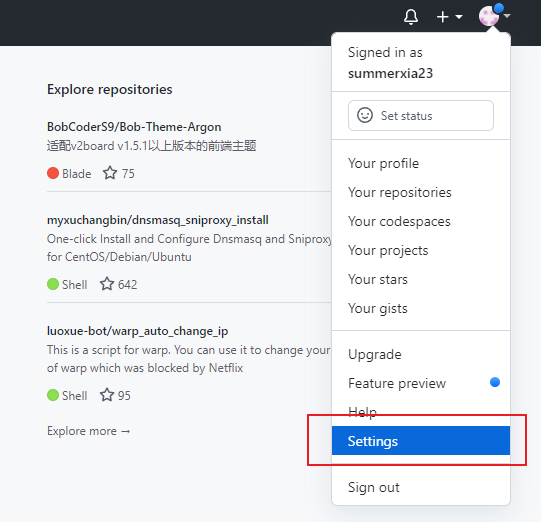 Signed in as
summerxia23
Set status
Your profile
Your repositories
Your codespaces
Your projects
Your stars
Your gists
Upgrade
Feature preview
Help
Settings
Sign out
Explore repositories
BobCoderS9/Bob-Theme-Argon
适配v2board v1.5.1以上版本的前端主题
Blade 75
myxuchangbin/dnsmasq_sniproxy_install
One-click Install and Configure Dnsmasq and Sniproxy
for CentOS/Debian/Ubuntu
Shell 642
luoxue-bot/warp_auto_change_ip
This is a script for warp. You can use it to change your
of warp which was blocked by Netflix
Shell 95
Explore more →